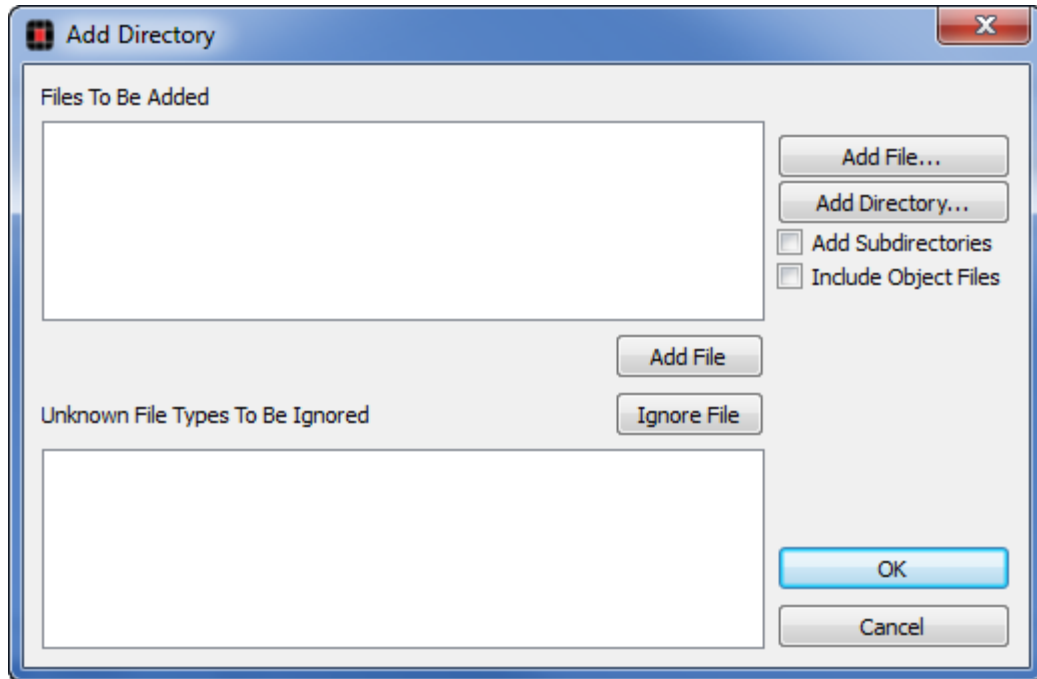 Add Directory
Files To Be Added
Add File...
Add Directory...
Add Subdirectories
Include Object Files
Add File
Unknown File Types To Be Ignored
Ignore File
OK
Cancel